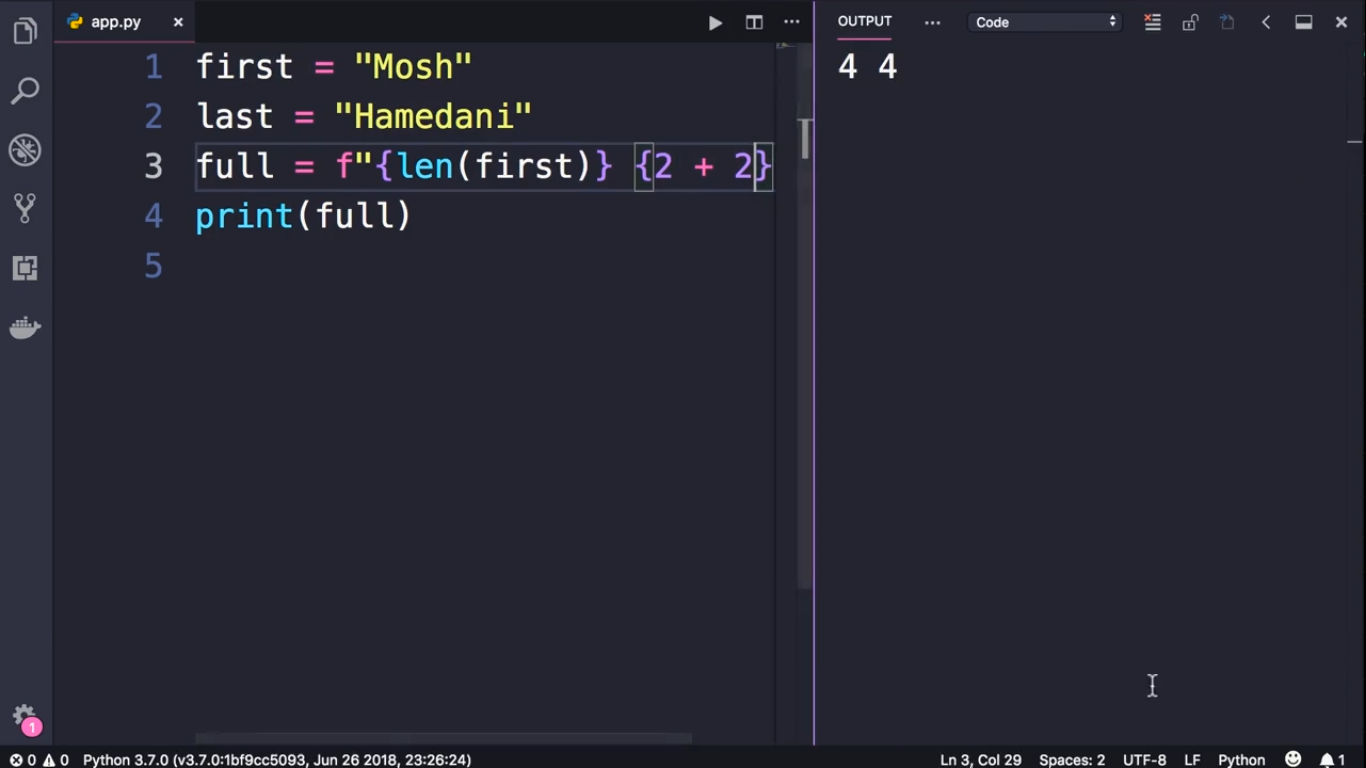 app.py
OUTPUT
Code
1 first = "Mosh"
2 last = "Hamedani"
3 full = f"{len(first)} {2 + 2}
4 print(full)
5
4 4
1
0 0 Python 3.7.0 (v3.7.0:1bf9cc5093, Jun 26 2018, 23:26:24) Ln 3, Col 29 Spaces: 2 UTF-8 LF Python 1